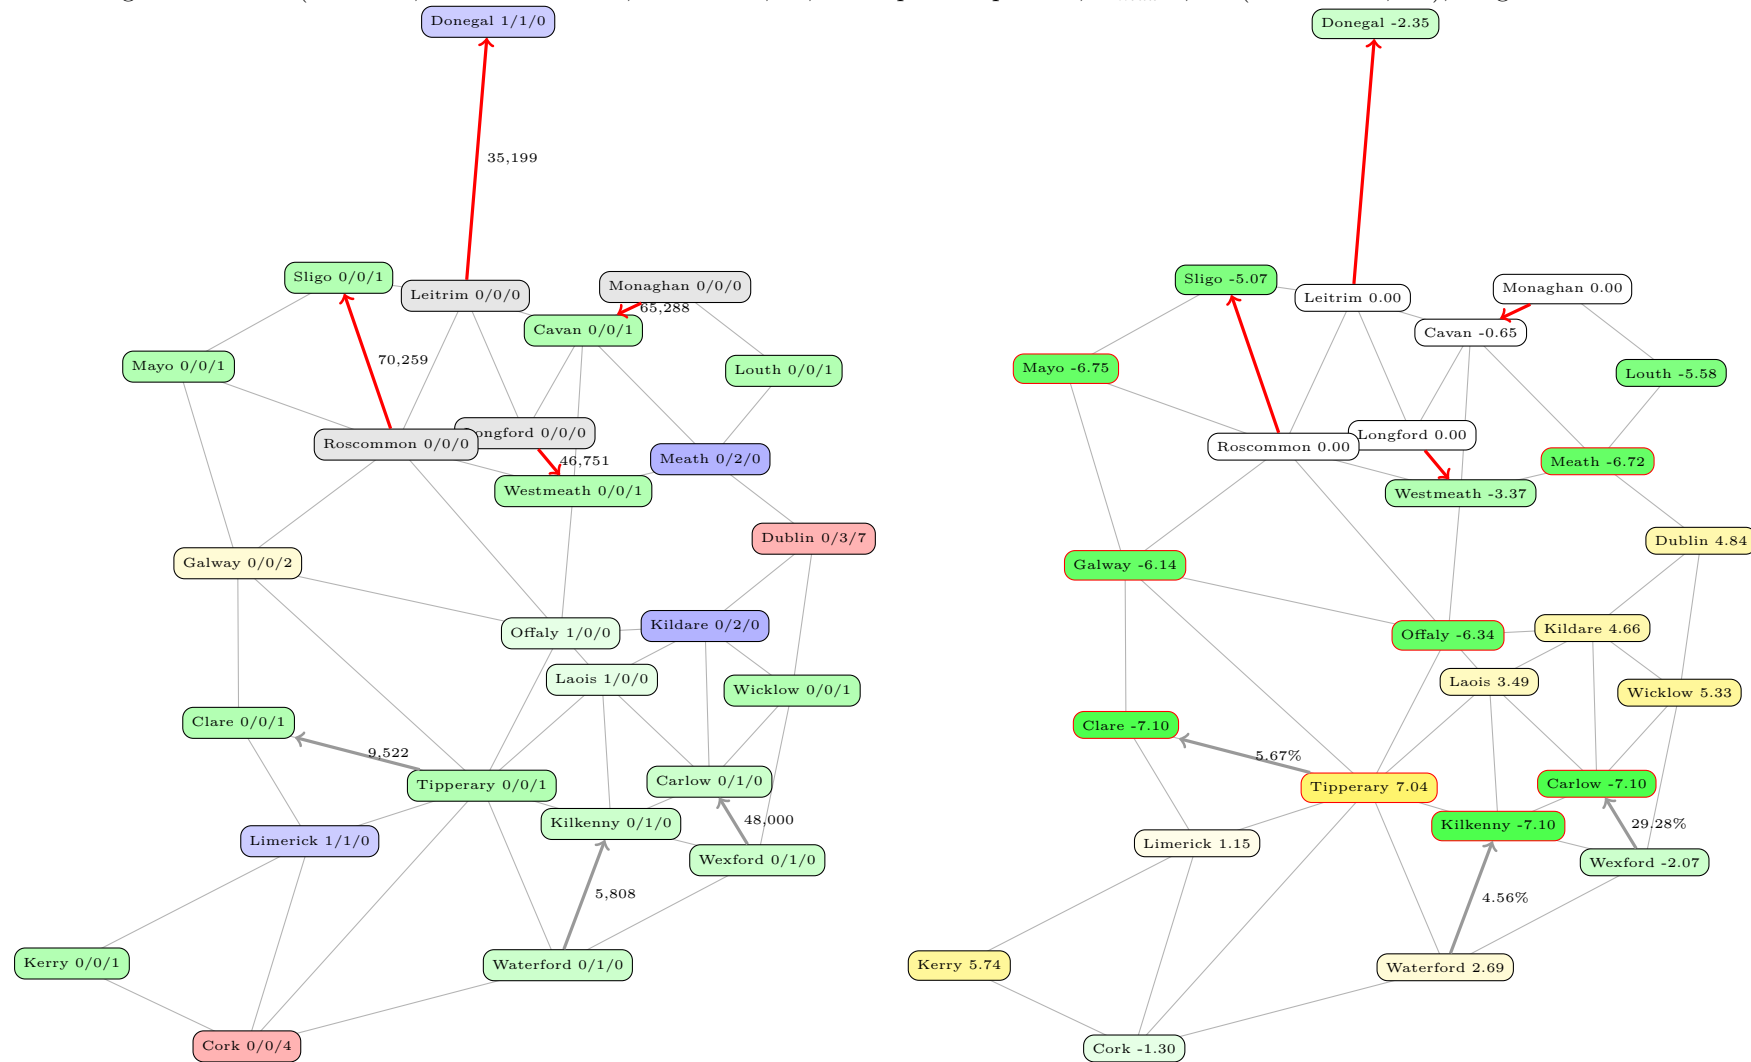 Donegal 1/1/0
35,199
Sligo 0/0/1
Leitrim 0/0/0
Monaghan 0/0/0
65,288
Cavan 0/0/1
Mayo 0/0/1
70,259
Louth 0/0/1
Roscommon 0/0/0
Longford 0/0/0
46,751
Meath 0/2/0
Westmeath 0/0/1
Dublin 0/3/7
Galway 0/0/2
Offaly 1/0/0
Kildare 0/2/0
Laois 1/0/0
Wicklow 0/0/1
Clare 0/0/1
9,522
Tipperary 0/0/1
Carlow 0/1/0
Kilkenny 0/1/0
48,000
Limerick 1/1/0
Wexford 0/1/0
5,808
Kerry 0/0/1
Waterford 0/1/0
Cork 0/0/4
Donegal -2.35
Sligo -5.07
Leitrim 0.00
Monaghan 0.00
Cavan -0.65
Mayo -6.75
Louth -5.58
Roscommon 0.00
Longford 0.00
Meath -6.72
Westmeath -3.37
Dublin 4.84
Galway -6.14
Offaly -6.34
Kildare 4.66
Laois 3.49
Wicklow 5.33
Clare -7.10
5.67%
Tipperary 7.04
Carlow -7.10
Kilkenny -7.10
29.28%
Limerick 1.15
Wexford -2.07
4.56%
Kerry 5.74
Waterford 2.69
Cork -1.30